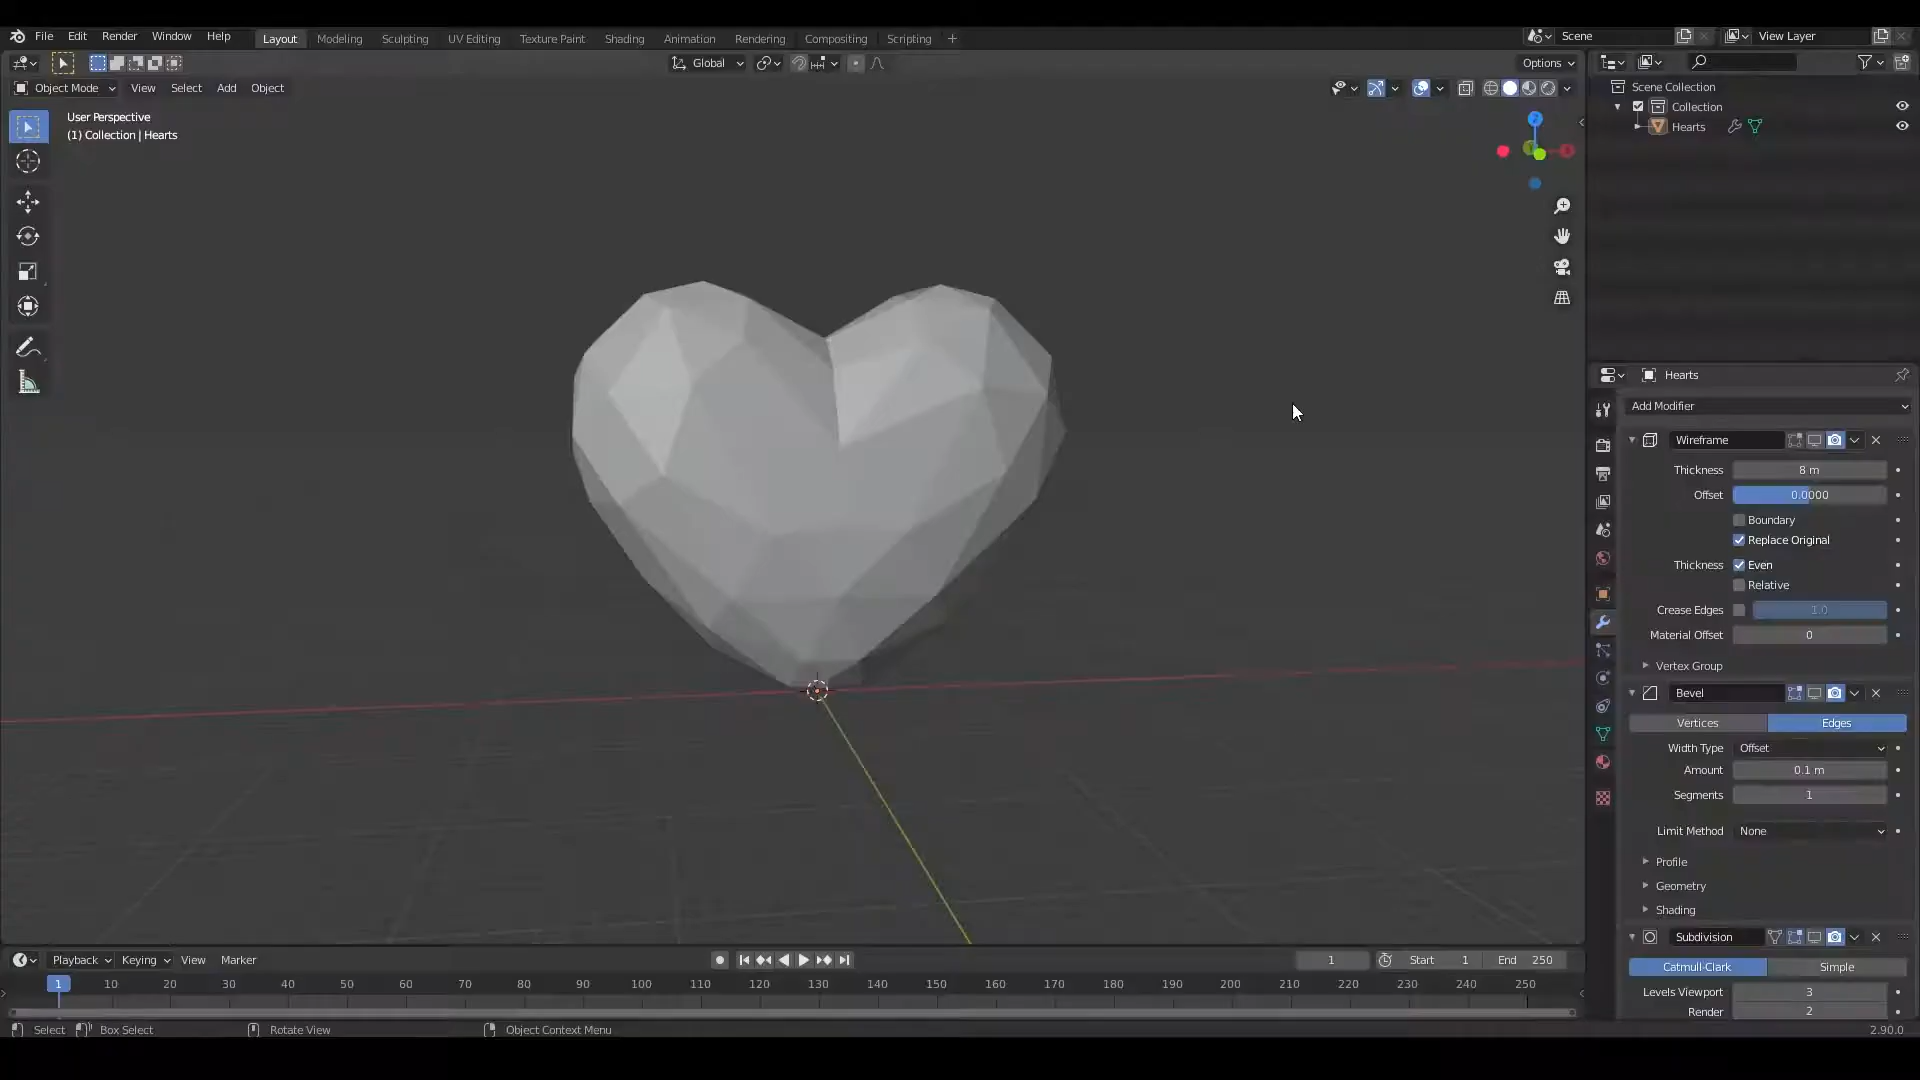 File Edit Render Window Help Layout Modeling Sculpting UV Editing Texture Paint Shading Animation Rendering Compositing Scripting + Scene View Layer
Global Options
Object Mode View Select Add Object
User Perspective
(1) Collection | Hearts
Z
Scene Collection
Collection
Hearts
Hearts
Add Modifier
Wireframe
Thickness 8 m
Offset 0.0000
Boundary
Replace Original
Thickness Even
Relative
Crease Edges 1.0
Material Offset 0
Vertex Group
Bevel
Vertices Edges
Width Type Offset
Amount 0.1 m
Segments 1
Limit Method None
Profile
Geometry
Shading
Subdivision
Catmull-Clark Simple
Levels Viewport 3
Render 2
Playback Keying View Marker 1 Start 1 End 250
1 10 20 30 40 50 60 70 80 90 100 110 120 130 140 150 160 170 180 190 200 210 220 230 240 250
Select Box Select Rotate View Object Context Menu 2.90.0